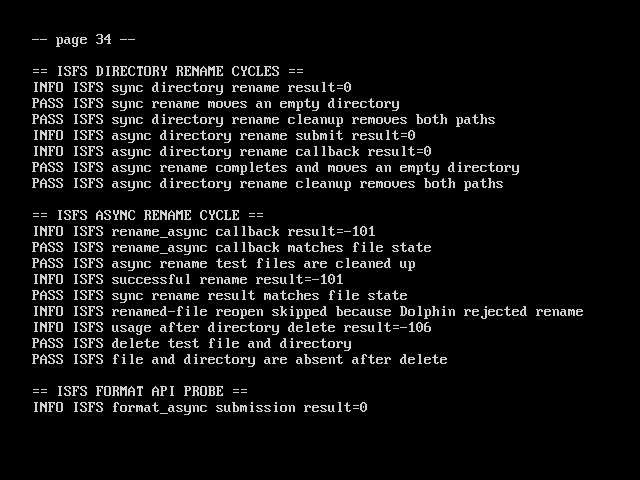 -- page 34 --
== ISFS DIRECTORY RENAME CYCLES ==
INFO ISFS sync directory rename result=0
PASS ISFS sync rename moves an empty directory
PASS ISFS sync directory rename cleanup removes both paths
INFO ISFS async directory rename submit result=0
INFO ISFS async directory rename callback result=0
PASS ISFS async rename completes and moves an empty directory
PASS ISFS async directory rename cleanup removes both paths
== ISFS ASYNC RENAME CYCLE ==
INFO ISFS rename_async callback result=-101
PASS ISFS rename_async callback matches file state
PASS ISFS async rename test files are cleaned up
INFO ISFS successful rename result=-101
PASS ISFS sync rename result matches file state
INFO ISFS renamed-file reopen skipped because Dolphin rejected rename
INFO ISFS usage after directory delete result=-106
PASS ISFS delete test file and directory
PASS ISFS file and directory are absent after delete
== ISFS FORMAT API PROBE ==
INFO ISFS format_async submission result=0